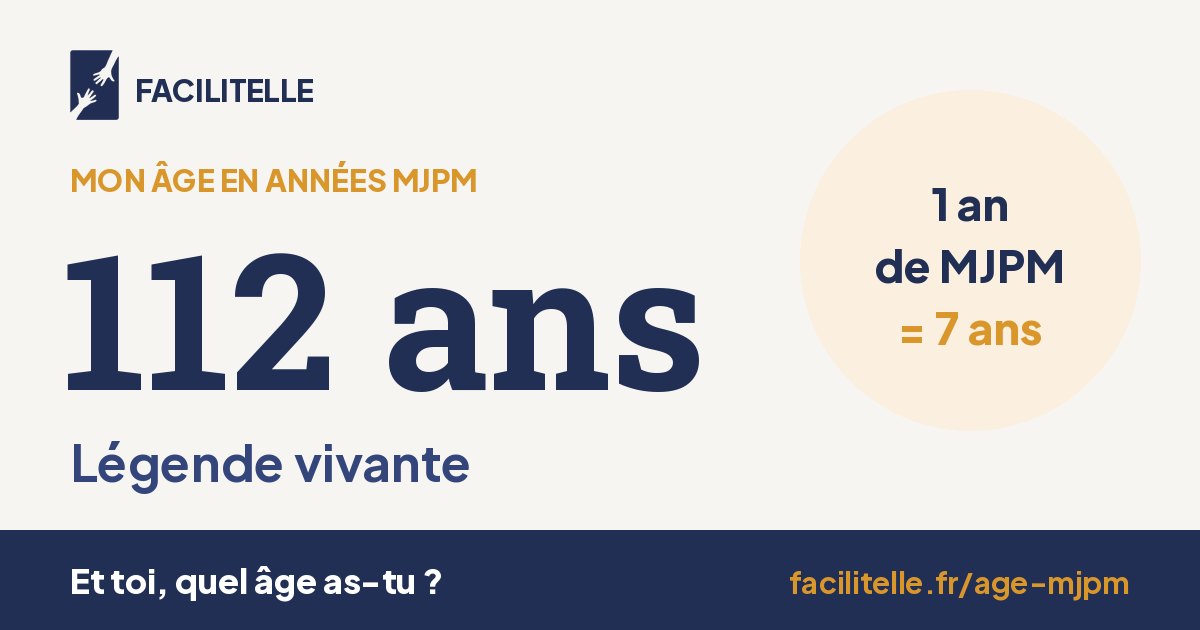 FACILITELLE
MON ÂGE EN ANNÉES MJPM
112 ans
Légende vivante
1 an
de MJPM
= 7 ans
Et toi, quel âge as-tu ?
facilitelle.fr/age-mjpm